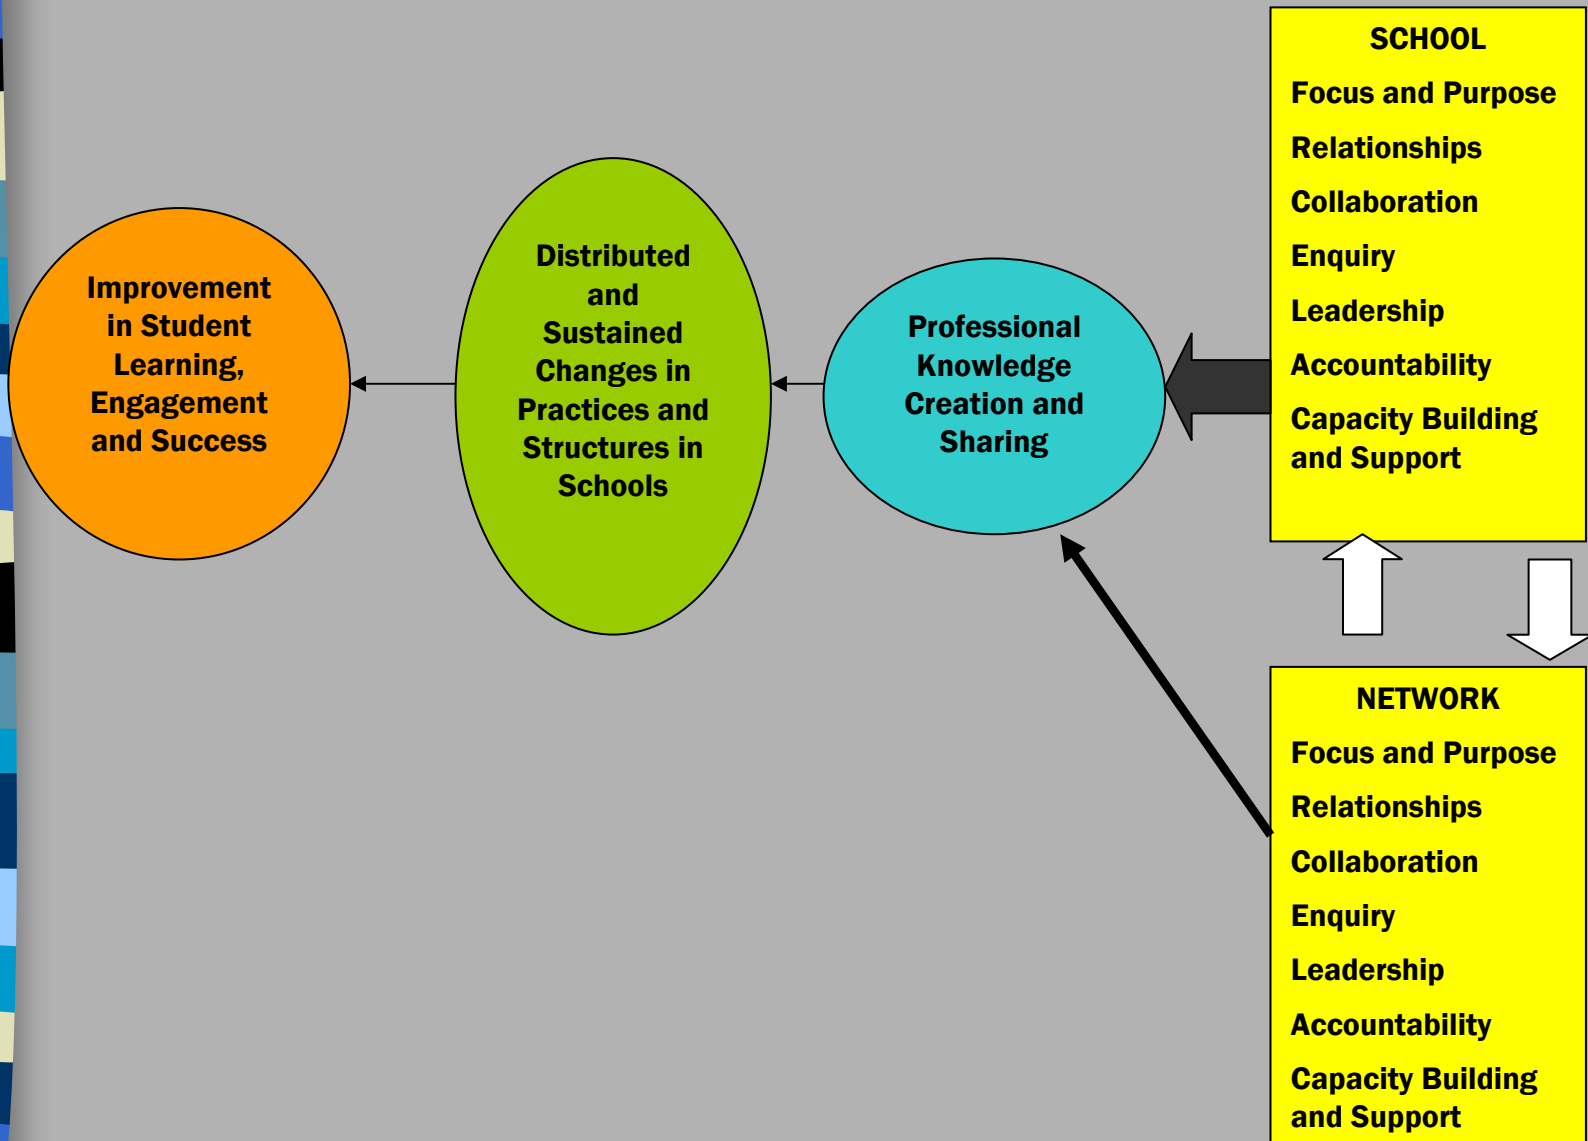 Improvement
in Student
Learning,
Engagement
and Success
Distributed
and
Sustained
Changes in
Practices and
Structures in
Schools
Professional
Knowledge
Creation and
Sharing
SCHOOL
Focus and Purpose
Relationships
Collaboration
Enquiry
Leadership
Accountability
Capacity Building
and Support
NETWORK
Focus and Purpose
Relationships
Collaboration
Enquiry
Leadership
Accountability
Capacity Building
and Support